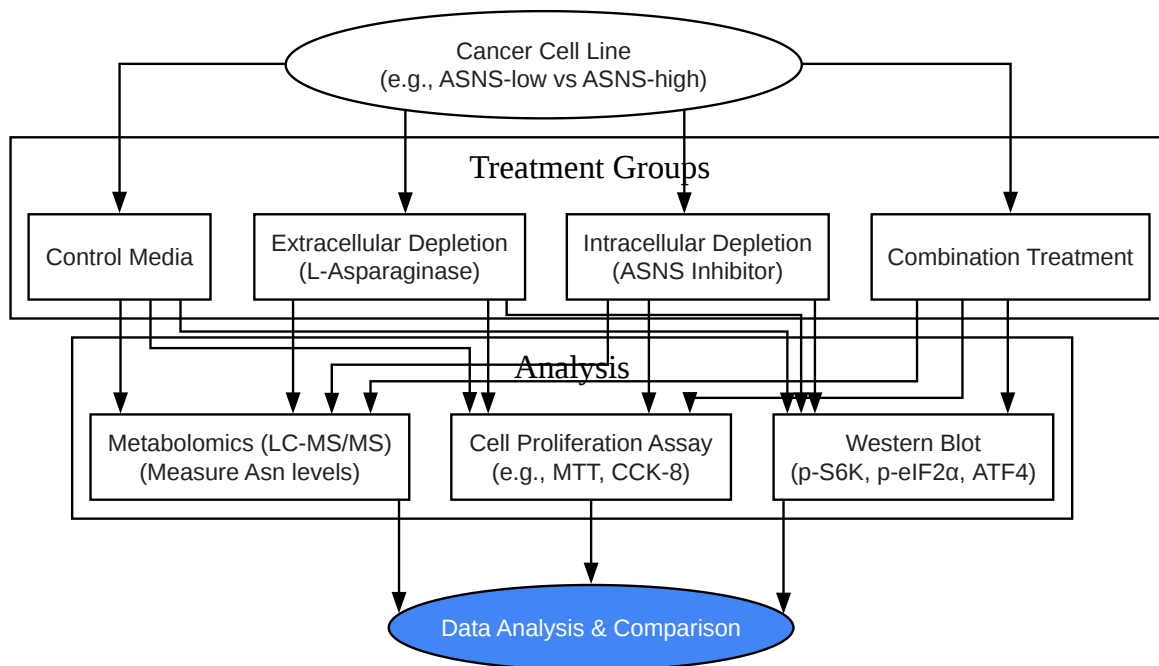 Cancer Cell Line
(e.g., ASNS-low vs ASNS-high)
Treatment Groups
Control Media
Extracellular Depletion
(L-Asparaginase)
Intracellular Depletion
(ASNS Inhibitor)
Combination Treatment
Analysis
Metabolomics (LC-MS/MS)
(Measure Asn levels)
Cell Proliferation Assay
(e.g., MTT, CCK-8)
Western Blot
(p-S6K, p-eIF2α, ATF4)
Data Analysis & Comparison